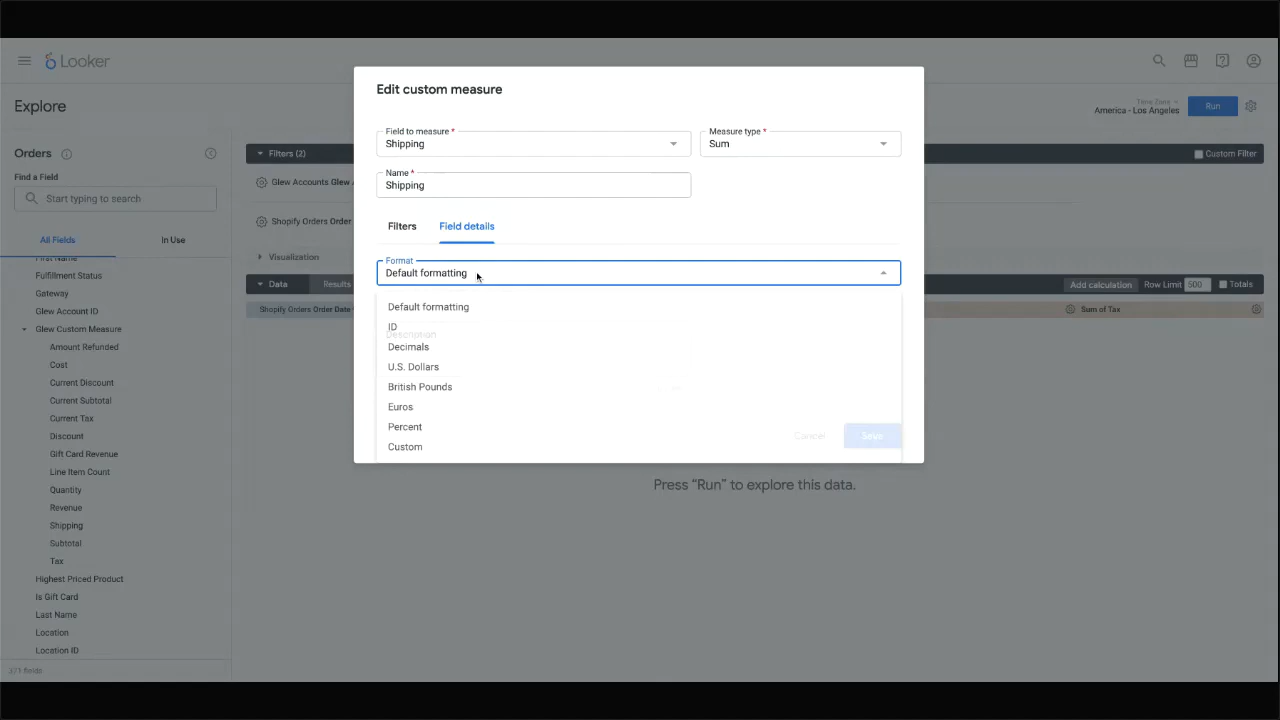 Looker
Explore
Time Zone
America - Los Angeles
Run
Orders
Find a Field
Start typing to search
All Fields
In Use
First Name
Fulfillment Status
Gateway
Glew Account ID
Glew Custom Measure
Amount Refunded
Cost
Current Discount
Current Subtotal
Current Tax
Discount
Gift Card Revenue
Line Item Count
Quantity
Revenue
Shipping
Subtotal
Tax
Highest Priced Product
Is Gift Card
Last Name
Location
Location ID
Filters (2)
Custom Filter
Glew Accounts Glew
Shopify Orders Order
Visualization
Data
Results
Add calculation
Row Limit
500
Totals
Shopify Orders Order Date
Sum of Tax
Press “Run” to explore this data.
Edit custom measure
Field to measure *
Shipping
Measure type *
Sum
Name *
Shipping
Filters
Field details
Format
Default formatting
Default formatting
ID
Description
Decimals
U.S. Dollars
British Pounds
Euros
Percent
Custom
Cancel
Save